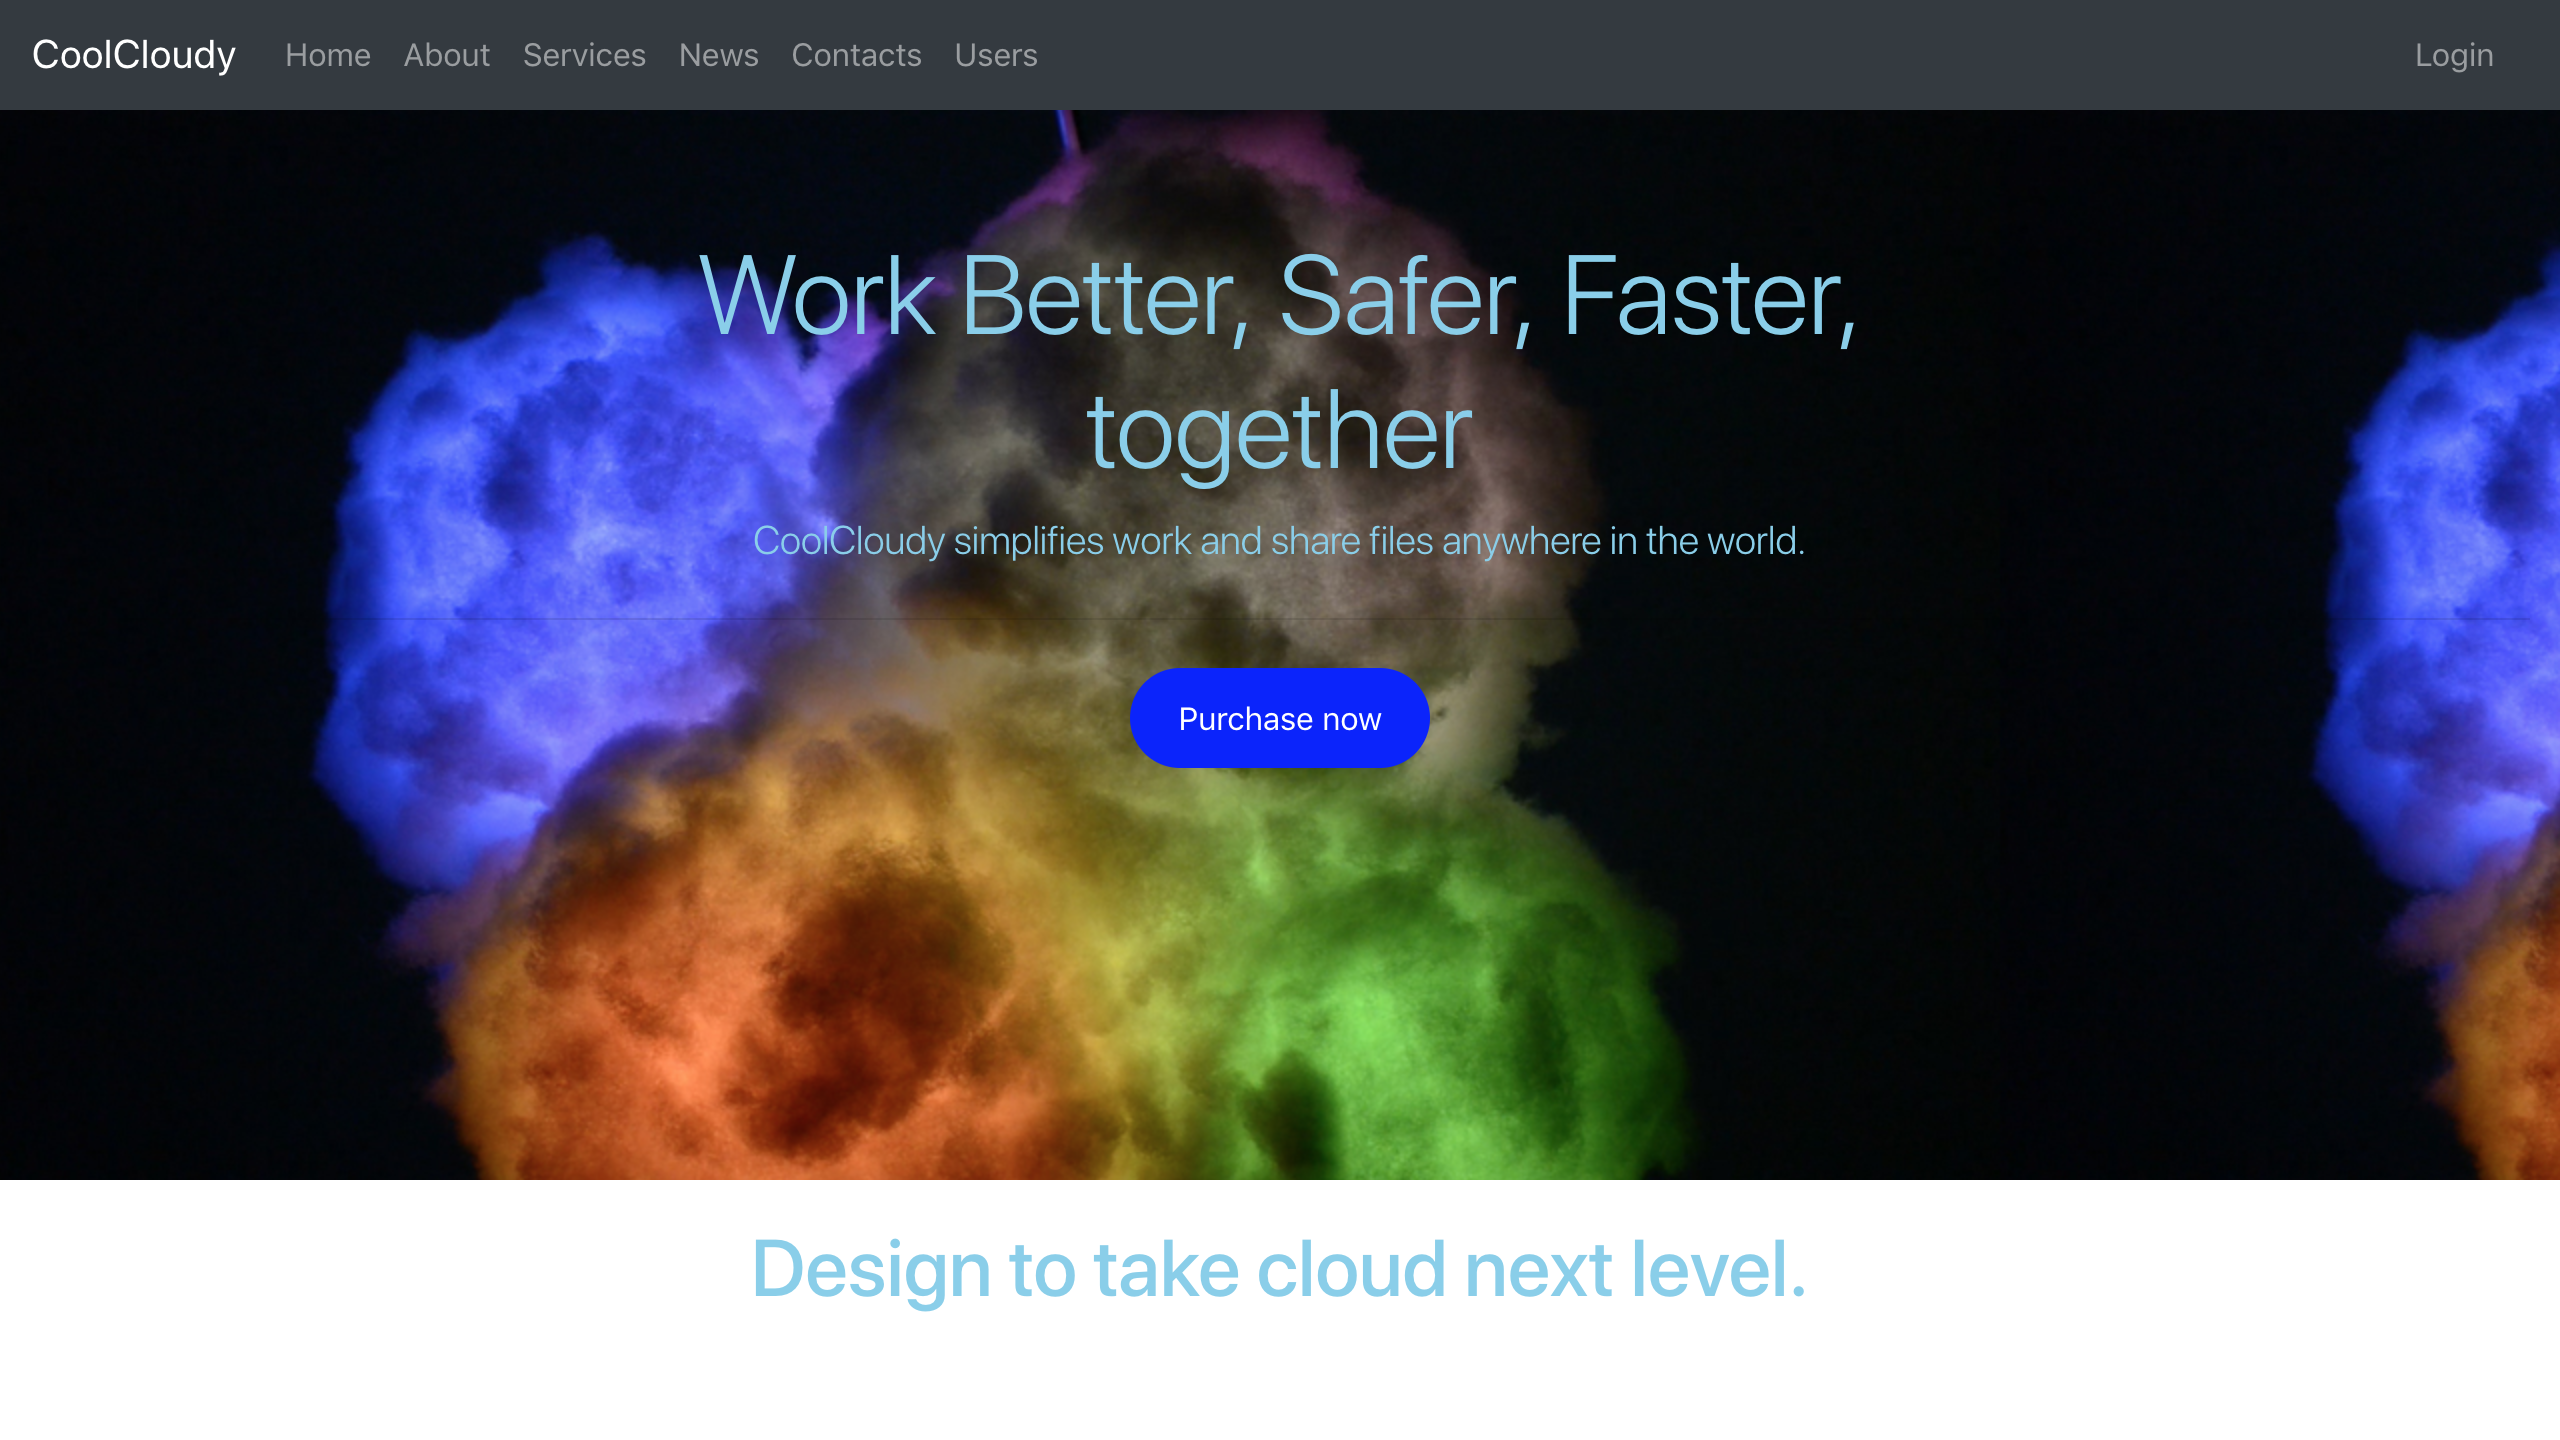 CoolCloudy Home About Services News Contacts Users Login
Work Better, Safer, Faster,
together
CoolCloudy simplifies work and share files anywhere in the world.
Purchase now
Design to take cloud next level.